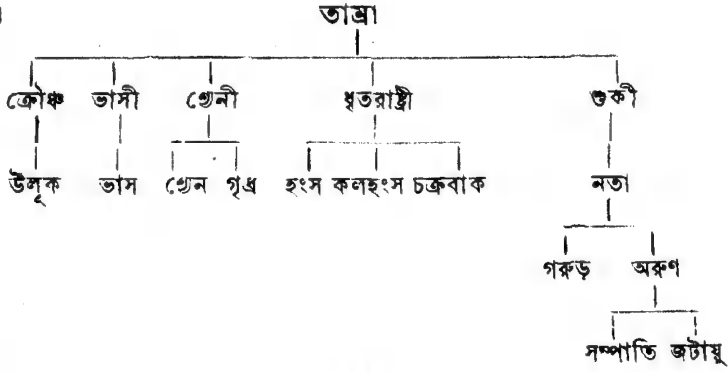 তাম্রা
ক্রৌঞ্চ ভাসী শ্যেনী ধৃতরাষ্ট্রী শুকী
উলূক ভাস শ্যেন গৃধ্র হংস কলহংস চক্রবাক নতা
গরুড় অরুণ
সম্পাতি জটায়ূ